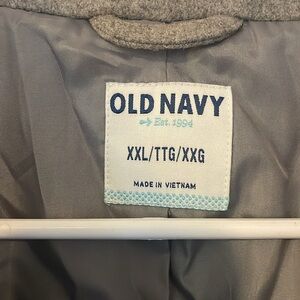 OLD NAVY
Est. 1994
XXL/TTG/XXG
MADE IN VIETNAM